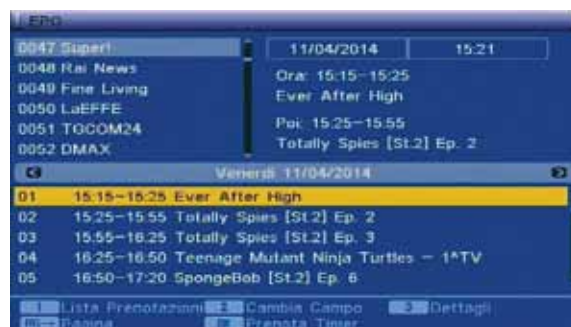 EPG
0047 Super!
0048 Rai News
0049 Fine Living
0050 LaEFFE
0051 TGCOM24
0052 DMAX
11/04/2014 15:21
Ora: 15:15-15:25
Ever After High
Poi: 15:25-15:55
Totally Spies [St.2] Ep. 2
Venerdì 11/04/2014
01 15:15-15:25 Ever After High
02 15:25-15:55 Totally Spies [St.2] Ep. 2
03 15:55-16:25 Totally Spies [St.2] Ep. 3
04 16:25-16:50 Teenage Mutant Ninja Turtles - 1^TV
05 16:50-17:20 SpongeBob [St.2] Ep. 6
1 Lista Prenotazioni 2 Cambia Campo 3 Dettagli
Pagina Prenota Timer